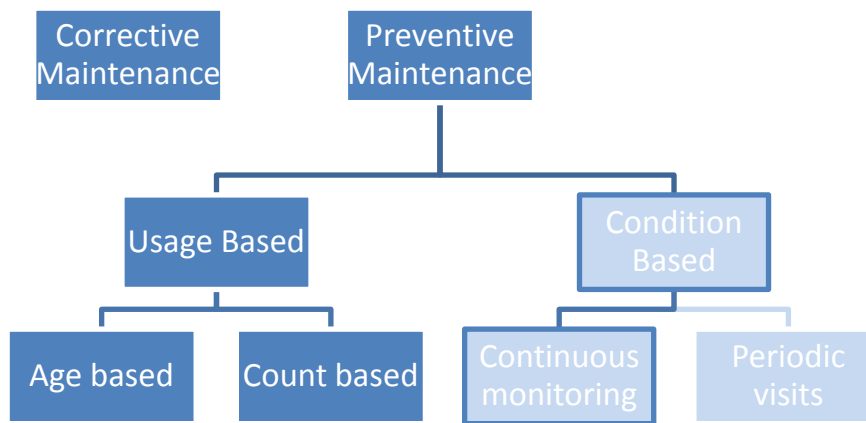 Corrective
Maintenance
Preventive
Maintenance
Usage Based
Condition
Based
Age based
Count based
Continuous
monitoring
Periodic
visits